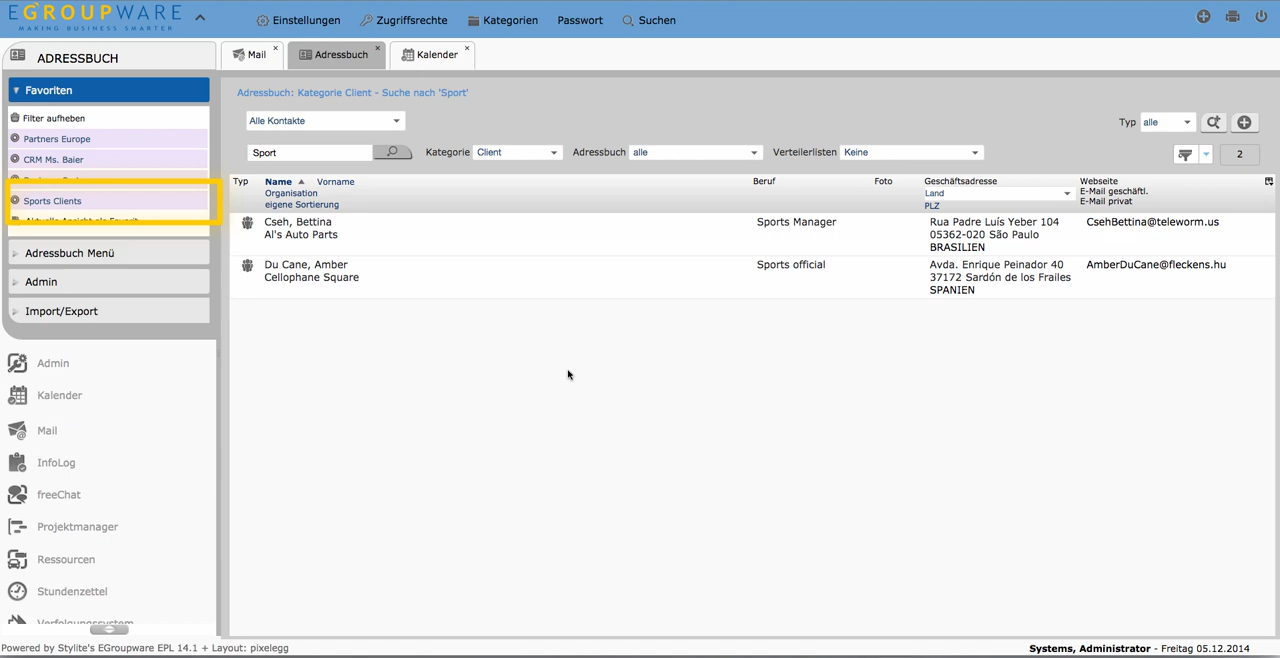 EGROUPWARE
MAKING BUSINESS SMARTER
Einstellungen
Zugriffsrechte
Kategorien
Passwort
Suchen
ADRESSBUCH
Mail
Adressbuch
Kalender
Favoriten
Filter aufheben
Partners Europe
CRM Ms. Baier
Sports Clients
Aktuelle Ansicht als Favorit
Adressbuch Menü
Admin
Import/Export
Admin
Kalender
Mail
InfoLog
freeChat
Projektmanager
Ressourcen
Stundenzettel
Verfolgungssystem
Adressbuch: Kategorie Client - Suche nach 'Sport'
Alle Kontakte
Typ alle
Sport
Kategorie Client
Adressbuch alle
Verteilerlisten Keine
2
Typ
Name Vorname
Organisation
eigene Sortierung
Beruf
Foto
Geschäftsadresse
Land
PLZ
Webseite
E-Mail geschäftl.
E-Mail privat
Cseh, Bettina
Al's Auto Parts
Sports Manager
Rua Padre Luís Yeber 104
05362-020 São Paulo
BRASILIEN
CsehBettina@teleworm.us
Du Cane, Amber
Cellophane Square
Sports official
Avda. Enrique Peinador 40
37172 Sardón de los Frailes
SPANIEN
AmberDuCane@fleckens.hu
Powered by Stylite's EGroupware EPL 14.1 + Layout: pixelegg
Systems, Administrator - Freitag 05.12.2014